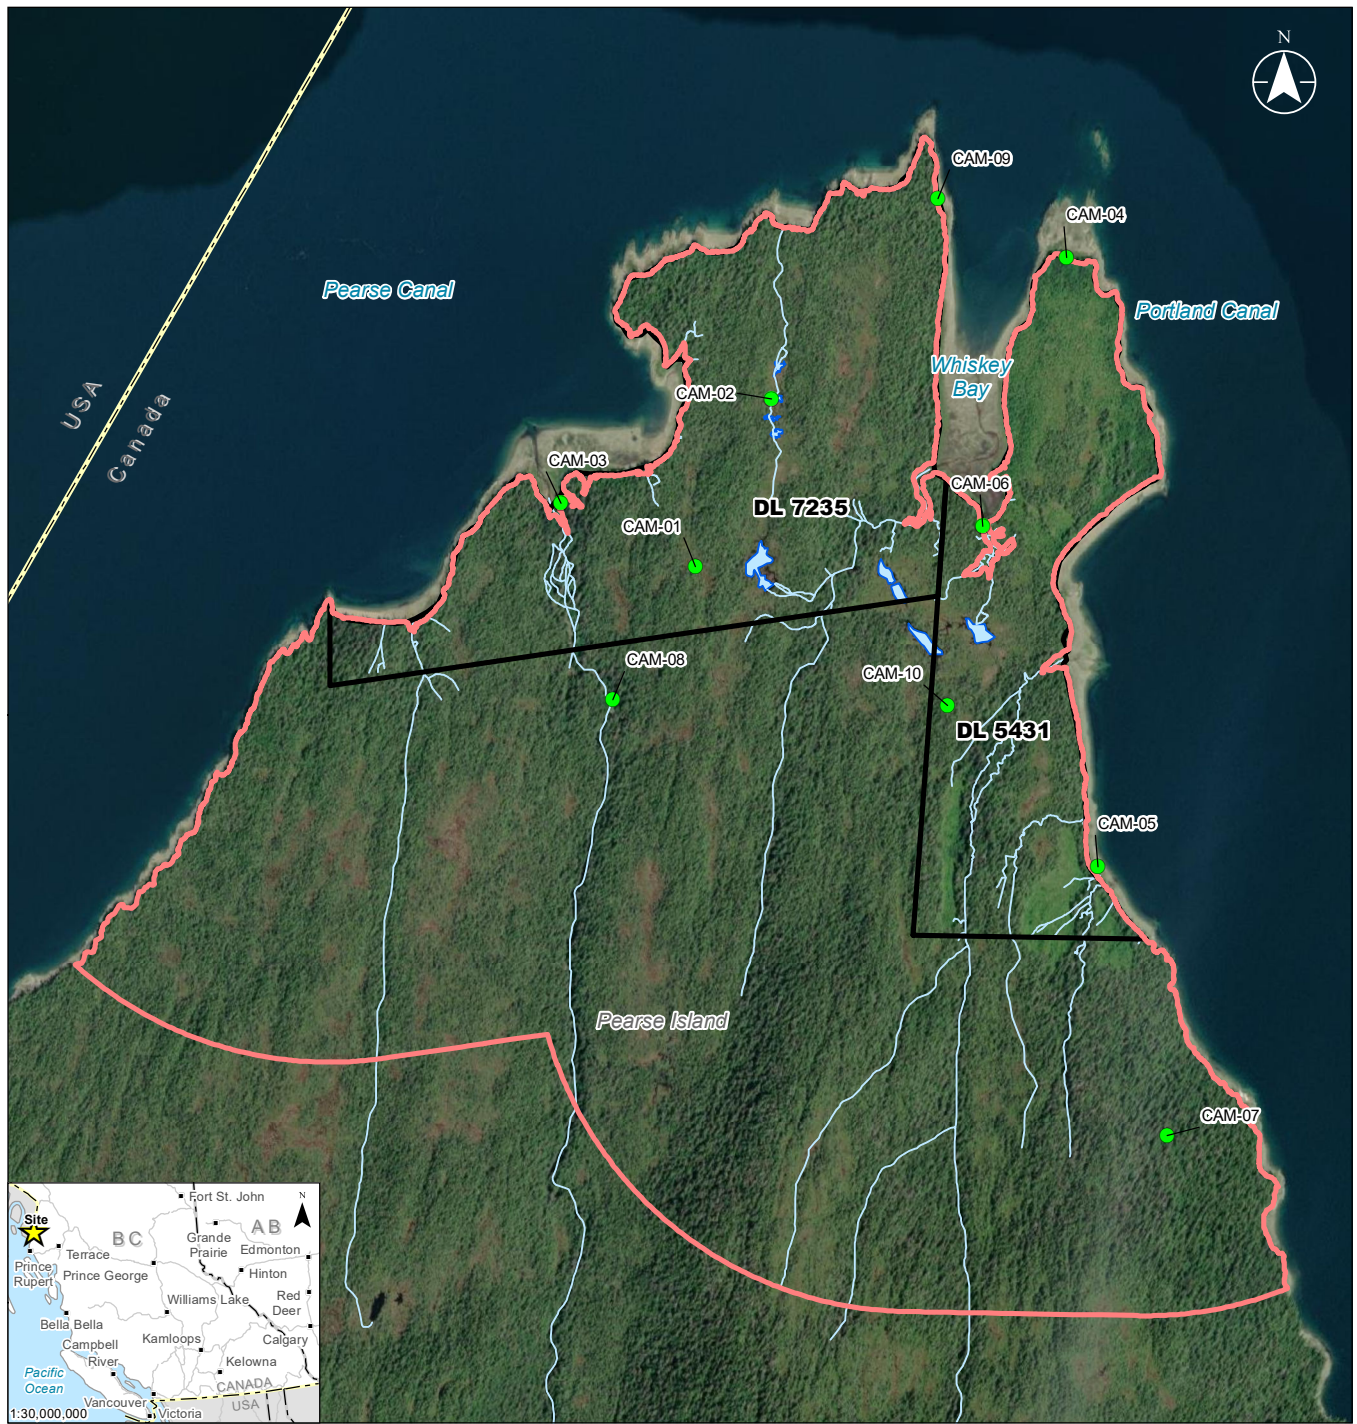 N
CAM-09
CAM-04
Pearse Canal
Portland Canal
Whiskey
Bay
CAM-02
USA
Canada
CAM-03
CAM-06
DL 7235
CAM-01
CAM-08
CAM-10
DL 5431
CAM-05
Pearse Island
CAM-07
Fort St. John
N
Site
BC
AB
Grande
Prairie
Edmonton
Terrace
Prince
Rupert
Prince George
Hinton
Red
Deer
Williams Lake
Bella Bella
Campbell
River
Kamloops
Calgary
Kelowna
Pacific
Ocean
CANADA
USA
Vancouver
Victoria
1:30,000,000